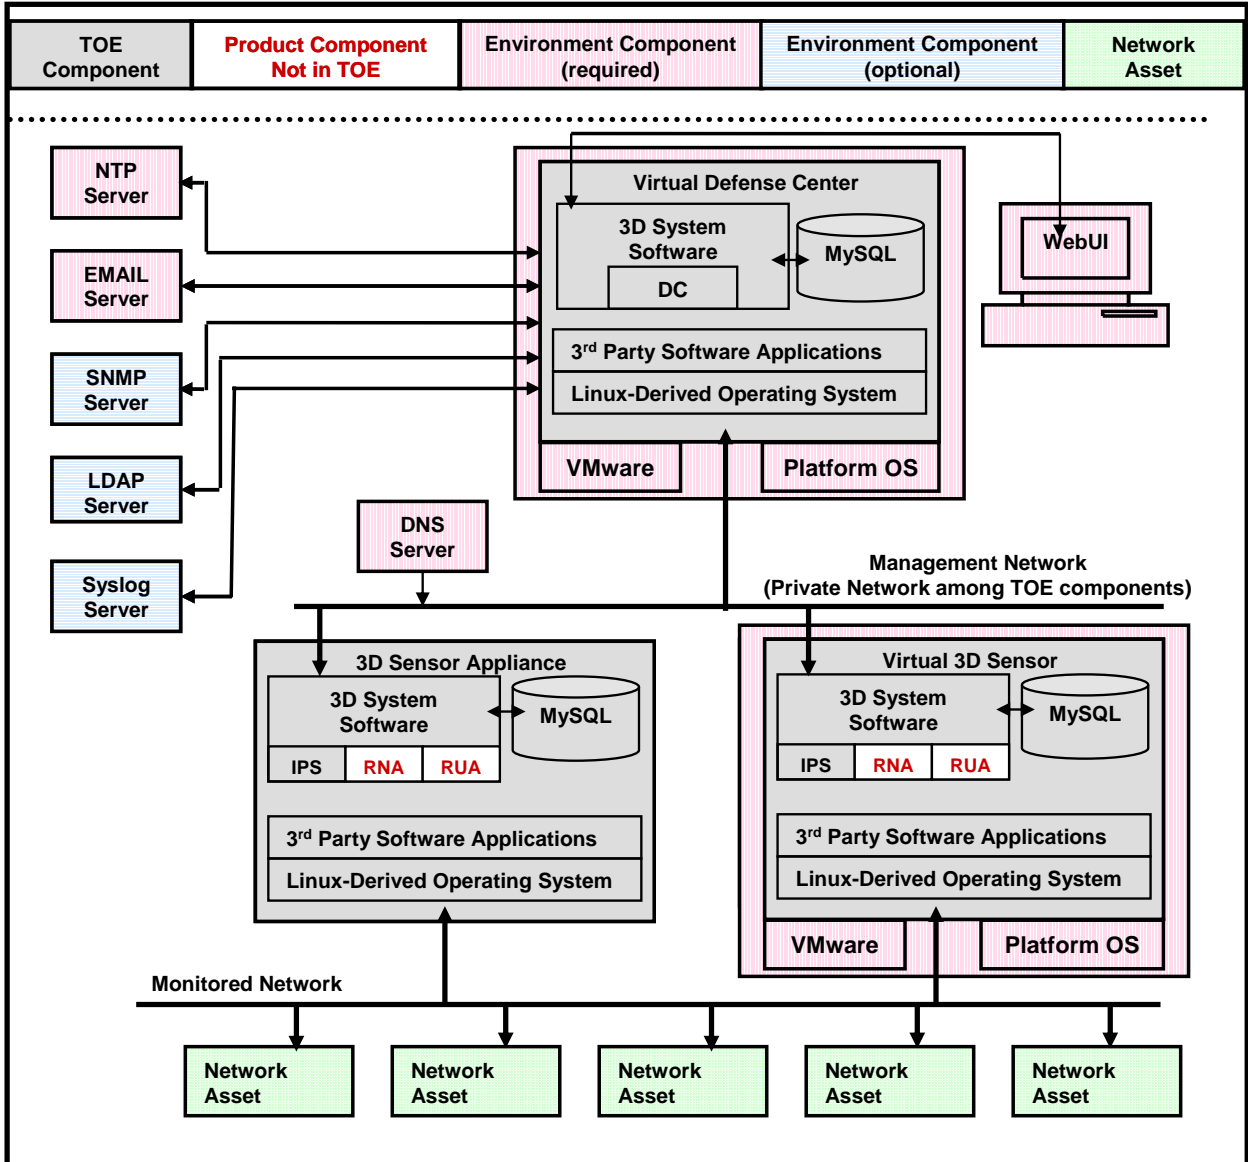 TOE
Component
Product Component
Not in TOE
Environment Component
(required)
Environment Component
(optional)
Network
Asset
NTP
Server
EMAIL
Server
SNMP
Server
LDAP
Server
Syslog
Server
Virtual Defense Center
3D System
Software
DC
MySQL
3rd Party Software Applications
Linux-Derived Operating System
VMware
Platform OS
WebUI
DNS
Server
Management Network
(Private Network among TOE components)
3D Sensor Appliance
3D System
Software
MySQL
IPS
RNA
RUA
3rd Party Software Applications
Linux-Derived Operating System
Virtual 3D Sensor
3D System
Software
MySQL
IPS
RNA
RUA
3rd Party Software Applications
Linux-Derived Operating System
VMware
Platform OS
Monitored Network
Network
Asset
Network
Asset
Network
Asset
Network
Asset
Network
Asset